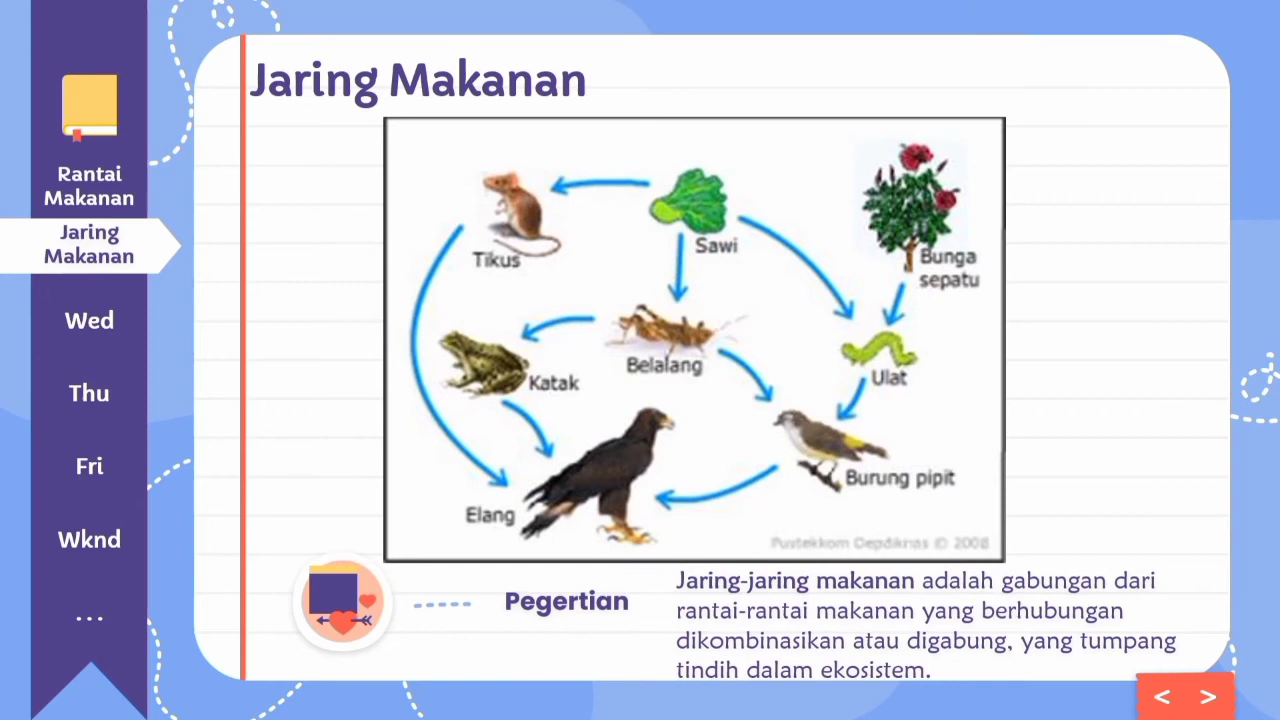 Jaring Makanan
Rantai
Makanan
Jaring
Makanan
Wed
Thu
Fri
Wknd
...
Tikus
Sawi
Bunga
sepatu
Katak
Belalang
Ulat
Elang
Burung pipit
Pustekkom Depdiknas © 2008
Pegertian
Jaring-jaring makanan adalah gabungan dari
rantai-rantai makanan yang berhubungan
dikombinasikan atau digabung, yang tumpang
tindih dalam ekosistem.
< >